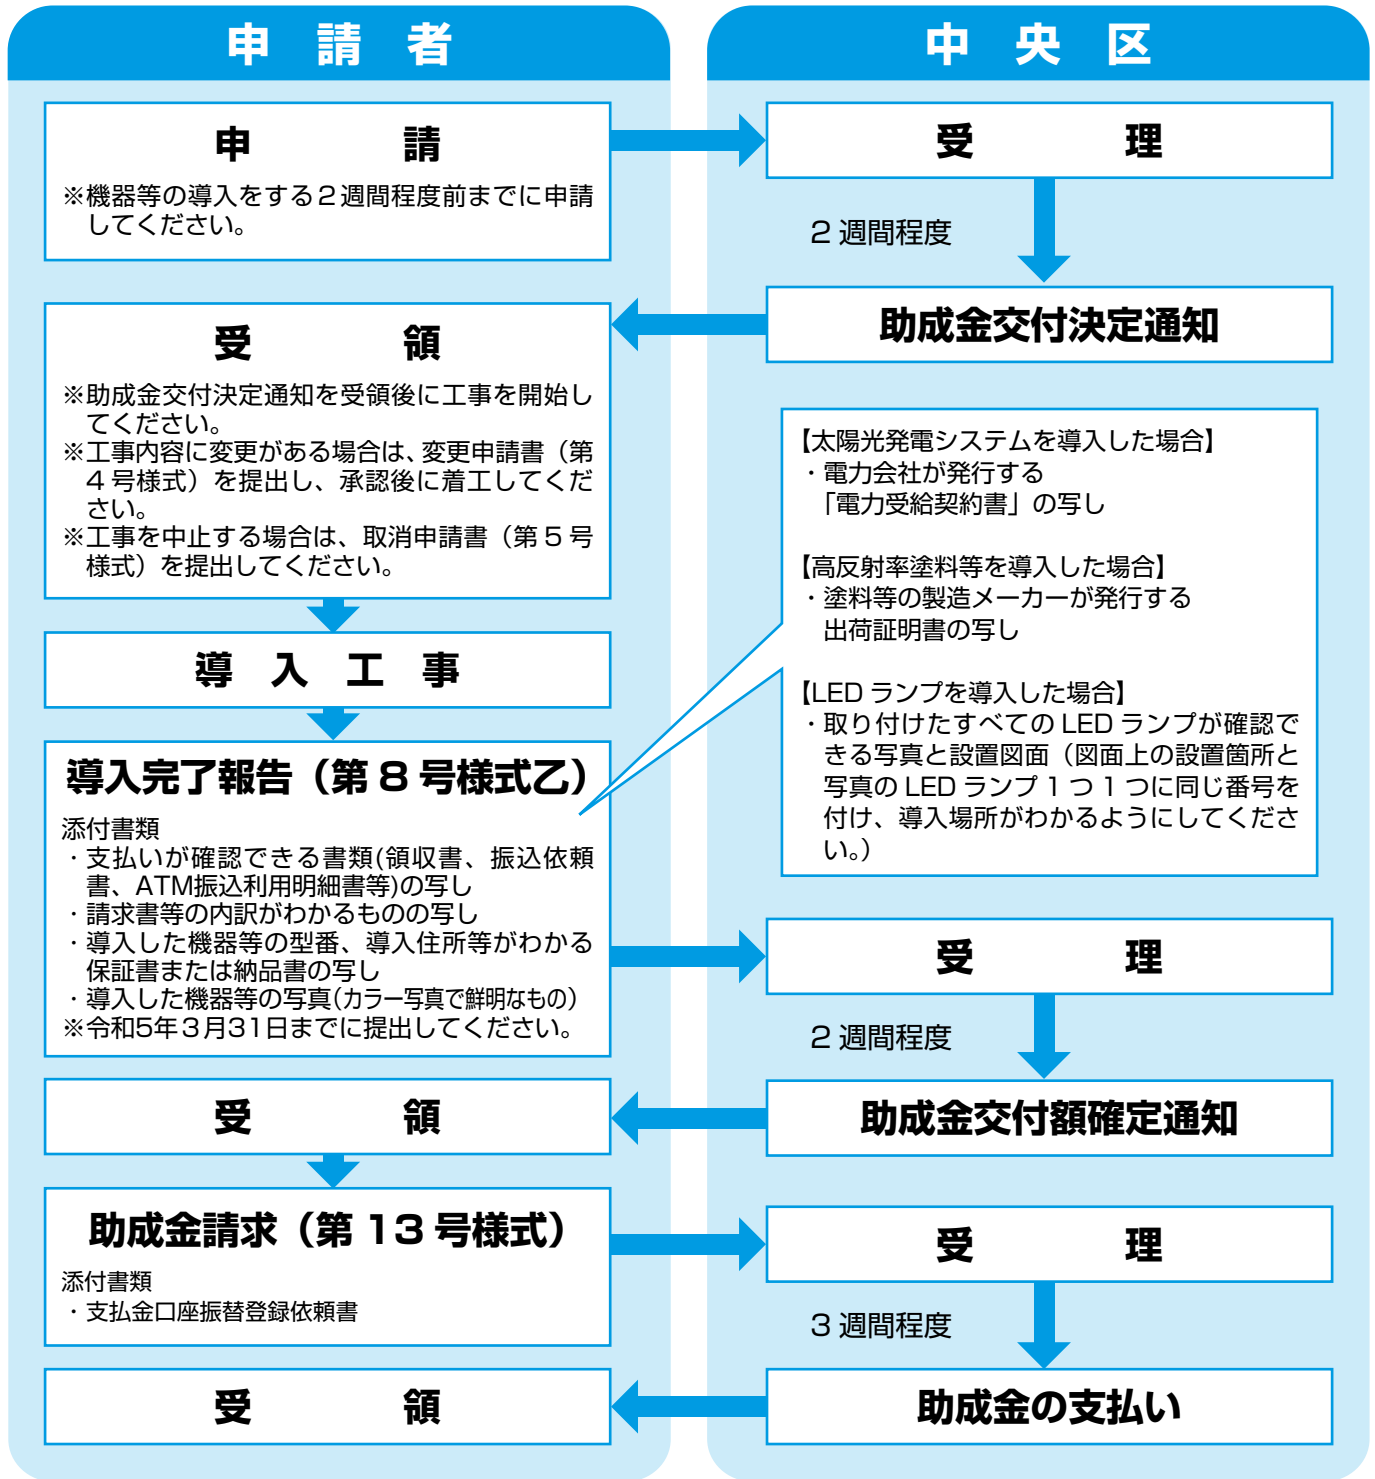 申請者
中央区
申請
※機器等の導入をする2週間程度前までに申請
してください。
受理
2週間程度
助成金交付決定通知
受領
※助成金交付決定通知を受領後に工事を開始し
てください。
※工事内容に変更がある場合は、変更申請書（第
4号様式）を提出し、承認後に着工してくだ
さい。
※工事を中止する場合は、取消申請書（第5号
様式）を提出してください。
導入工事
導入完了報告（第8号様式乙）
添付書類
・支払いが確認できる書類(領収書、振込依頼
書、ATM振込利用明細書等)の写し
・請求書等の内訳がわかるものの写し
・導入した機器等の型番、導入住所等がわかる
保証書または納品書の写し
・導入した機器等の写真(カラー写真で鮮明なもの)
※令和5年3月31日までに提出してください。
【太陽光発電システムを導入した場合】
・電力会社が発行する
「電力受給契約書」の写し
【高反射率塗料等を導入した場合】
・塗料等の製造メーカーが発行する
出荷証明書の写し
【LEDランプを導入した場合】
・取り付けたすべてのLEDランプが確認で
きる写真と設置図面（図面上の設置箇所と
写真のLEDランプ1つ1つに同じ番号を
付け、導入場所がわかるようにしてくださ
い。）
受理
2週間程度
助成金交付額確定通知
受領
助成金請求（第13号様式）
添付書類
・支払金口座振替登録依頼書
受理
3週間程度
助成金の支払い
受領